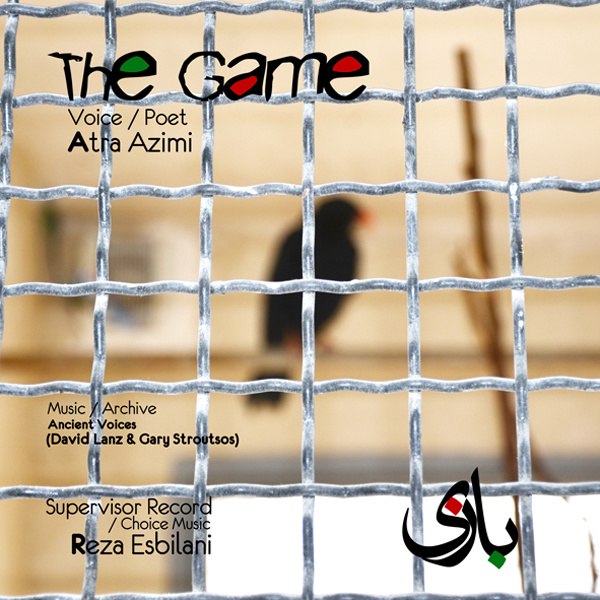 The Game
Voice / Poet
Atra Azimi
Music / Archive
Ancient Voices
(David Lanz & Gary Stroutsos)
Supervisor Record
/ Choice Music
Reza Esbilani
بازی